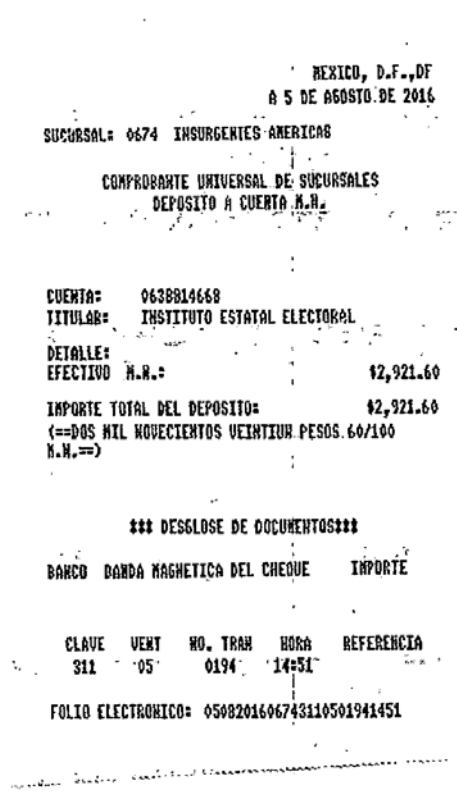 MEXICO, D.F.,DF
A 5 DE AGOSTO DE 2016
SUCURSAL: 0674 INSURGENTES AMERICAS
COMPROBANTE UNIVERSAL DE SUCURSALES
DEPOSITO A CUENTA M.N.
CUENTA: 0638814668
TITULAR: INSTITUTO ESTATAL ELECTORAL
DETALLE:
EFECTIVO M.N.: $2,921.60
IMPORTE TOTAL DEL DEPOSITO: $2,921.60
(==DOS MIL NOVECIENTOS VEINTIUN PESOS 60/100
M.N.==)
*** DESGLOSE DE DOCUMENTOS***
BANCO BANDA MAGNETICA DEL CHEQUE IMPORTE
CLAVE VENT NO. TRAN HORA REFERENCIA
311 05 0194 14:51
FOLIO ELECTRONICO: 0508201606743110501941451